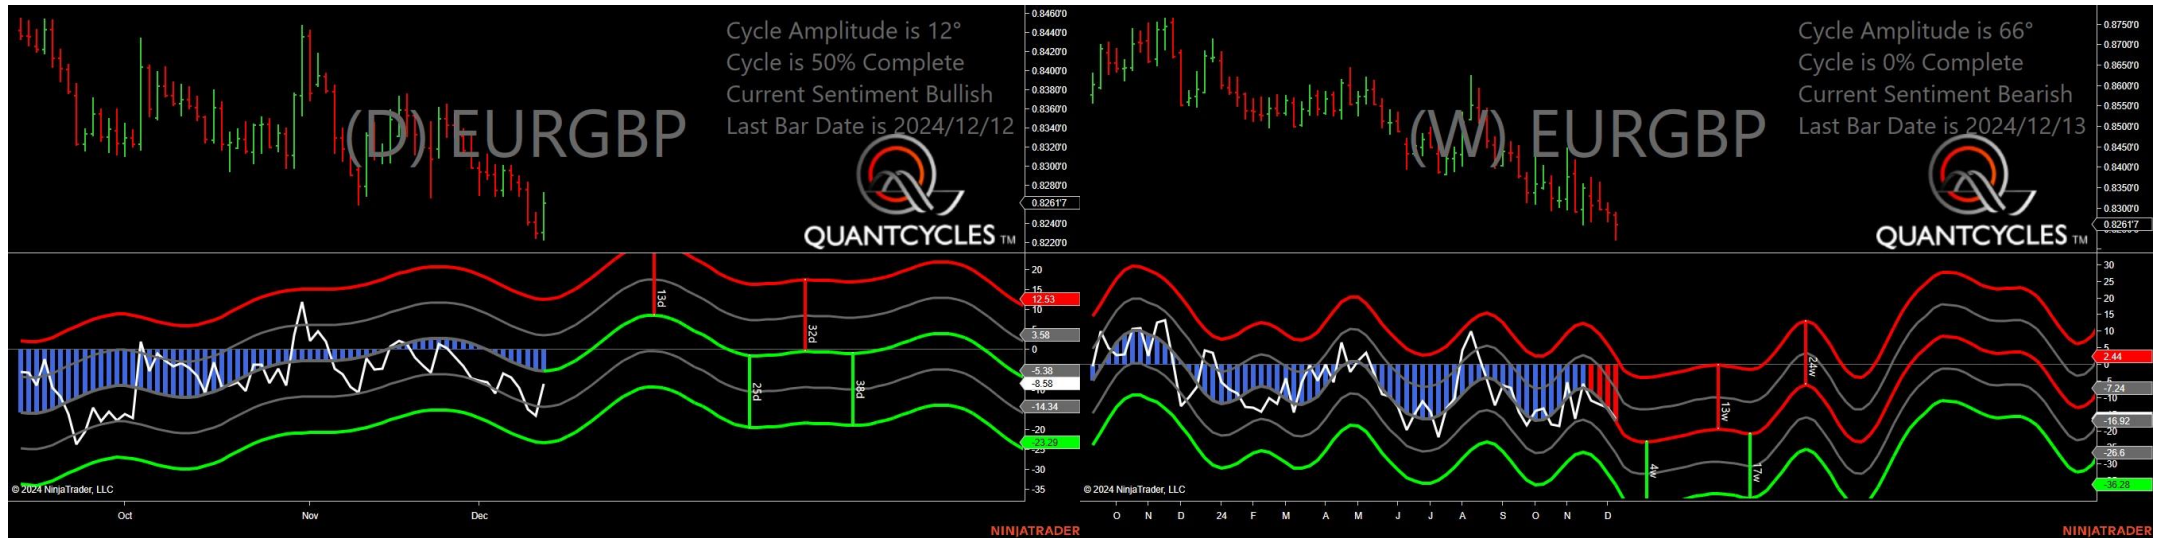 Cycle Amplitude is 12°
Cycle is 50% Complete
Current Sentiment Bullish
Last Bar Date is 2024/12/12
(D) EURGBP
QUANTCYCLES TM
0.8460'0
0.8440'0
0.8420'0
0.8400'0
0.8380'0
0.8360'0
0.8340'0
0.8320'0
0.8300'0
0.8280'0
0.8261'7
0.8240'0
0.8220'0
20
15
12.53
10
3.58
0
-5.38
-8.58
-14.34
-20
-23.29
-25
-30
-35
13d
32d
25d
38d
© 2024 NinjaTrader, LLC
Oct
Nov
Dec
NINJATRADER
Cycle Amplitude is 66°
Cycle is 0% Complete
Current Sentiment Bearish
Last Bar Date is 2024/12/13
(W) EURGBP
QUANTCYCLES TM
0.8750'0
0.8700'0
0.8650'0
0.8600'0
0.8550'0
0.8500'0
0.8450'0
0.8400'0
0.8350'0
0.8300'0
0.8261'7
30
25
20
15
10
5
2.44
0
-5
-7.24
-10
-16.92
-20
-26.6
-30
-36.28
24w
13w
4w
17w
© 2024 NinjaTrader, LLC
O N D 24 F M A M J J A S O N D
NINJATRADER